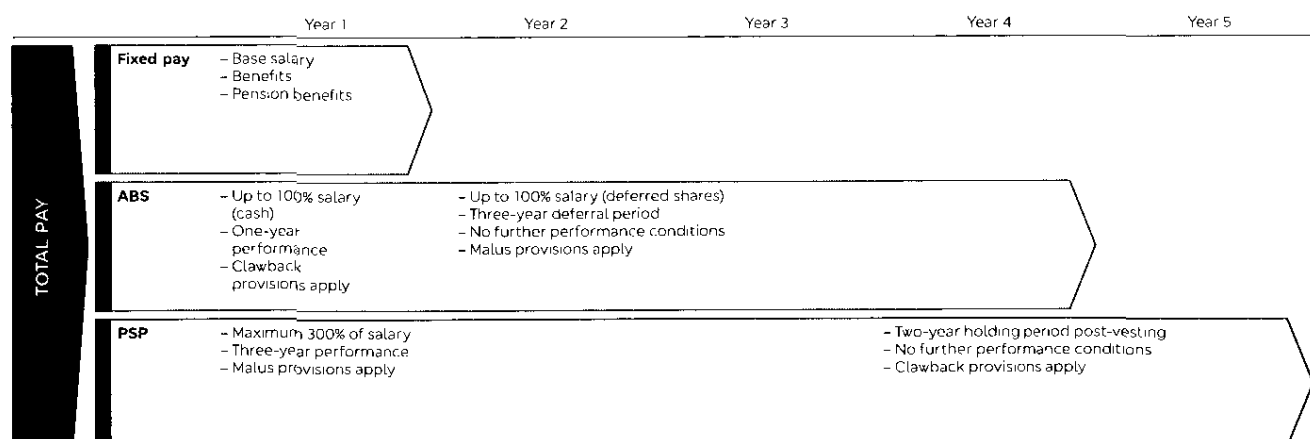 Year 1 Year 2 Year 3 Year 4 Year 5
TOTAL PAY
Fixed pay
– Base salary
– Benefits
– Pension benefits
ABS
– Up to 100% salary
(cash)
– One-year
performance
– Clawback
provisions apply
– Up to 100% salary (deferred shares)
– Three-year deferral period
– No further performance conditions
– Malus provisions apply
PSP
– Maximum 300% of salary
– Three-year performance
– Malus provisions apply
– Two-year holding period post-vesting
– No further performance conditions
– Clawback provisions apply